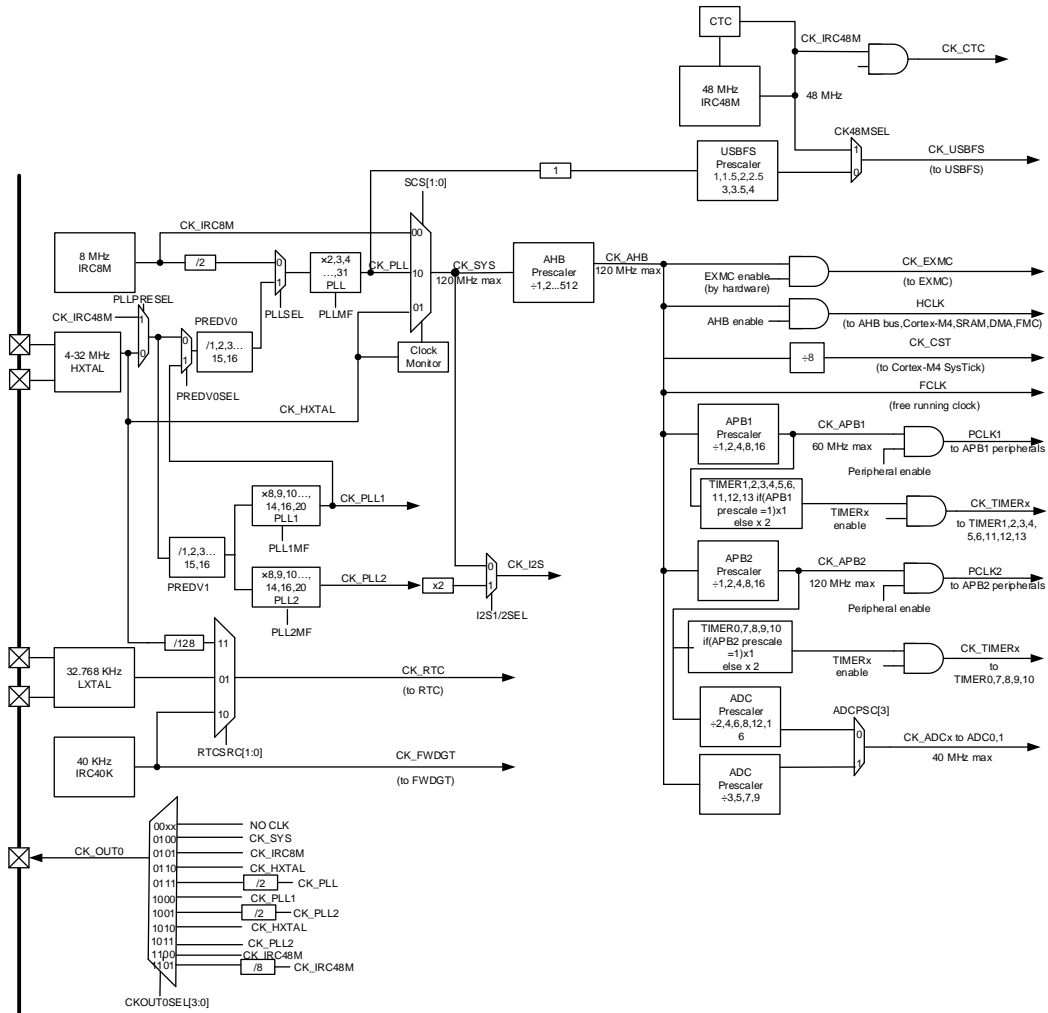 CTC
CK_IRC48M
CK_CTC
48 MHz
IRC48M
48 MHz
CK48MSEL
USBFS
Prescaler
1,1.5,2,2.5
3,3.5,4
1
0
CK_USBFS
(to USBFS)
1
SCS[1:0]
CK_IRC8M
8 MHz
IRC8M
/2
0
1
PLLSEL
×2,3,4
…,31
PLL
PLLMF
CK_PLL
00
10
01
CK_SYS
120 MHz max
AHB
Prescaler
÷1,2...512
CK_AHB
120 MHz max
EXMC enable
(by hardware)
CK_EXMC
(to EXMC)
AHB enable
HCLK
(to AHB bus,Cortex-M4,SRAM,DMA,FMC)
÷8
CK_CST
(to Cortex-M4 SysTick)
FCLK
(free running clock)
PLLPRESEL
CK_IRC48M
1
0
4-32 MHz
HXTAL
0
1
PREDV0SEL
PREDV0
/1,2,3...
15,16
Clock
Monitor
CK_HXTAL
APB1
Prescaler
÷1,2,4,8,16
CK_APB1
60 MHz max
Peripheral enable
PCLK1
to APB1 peripherals
TIMER1,2,3,4,5,6,
11,12,13 if(APB1
prescale =1)x1
else x 2
TIMERx
enable
CK_TIMERx
to TIMER1,2,3,4,
5,6,11,12,13
×8,9,10...,
14,16,20
PLL1
PLL1MF
CK_PLL1
/1,2,3...
15,16
PREDV1
×8,9,10...,
14,16,20
PLL2
PLL2MF
CK_PLL2
x2
0
1
I2S1/2SEL
CK_I2S
APB2
Prescaler
÷1,2,4,8,16
CK_APB2
120 MHz max
Peripheral enable
PCLK2
to APB2 peripherals
TIMER0,7,8,9,10
if(APB2 prescale
=1)x1
else x 2
TIMERx
enable
CK_TIMERx
to
TIMER0,7,8,9,10
/128
11
01
10
RTCSRC[1:0]
32.768 KHz
LXTAL
CK_RTC
(to RTC)
40 KHz
IRC40K
CK_FWDGT
(to FWDGT)
ADC
Prescaler
÷2,4,6,8,12,1
6
ADC
Prescaler
÷3,5,7,9
ADCPSC[3]
0
1
CK_ADCx to ADC0,1
40 MHz max
CK_OUT0
00xx NO CLK
0100 CK_SYS
0101 CK_IRC8M
0110 CK_HXTAL
0111 /2 CK_PLL
1000 CK_PLL1
1001 /2 CK_PLL2
1010 CK_HXTAL
1011 CK_PLL2
1100 CK_IRC48M
1101 /8 CK_IRC48M
CKOUT0SEL[3:0]